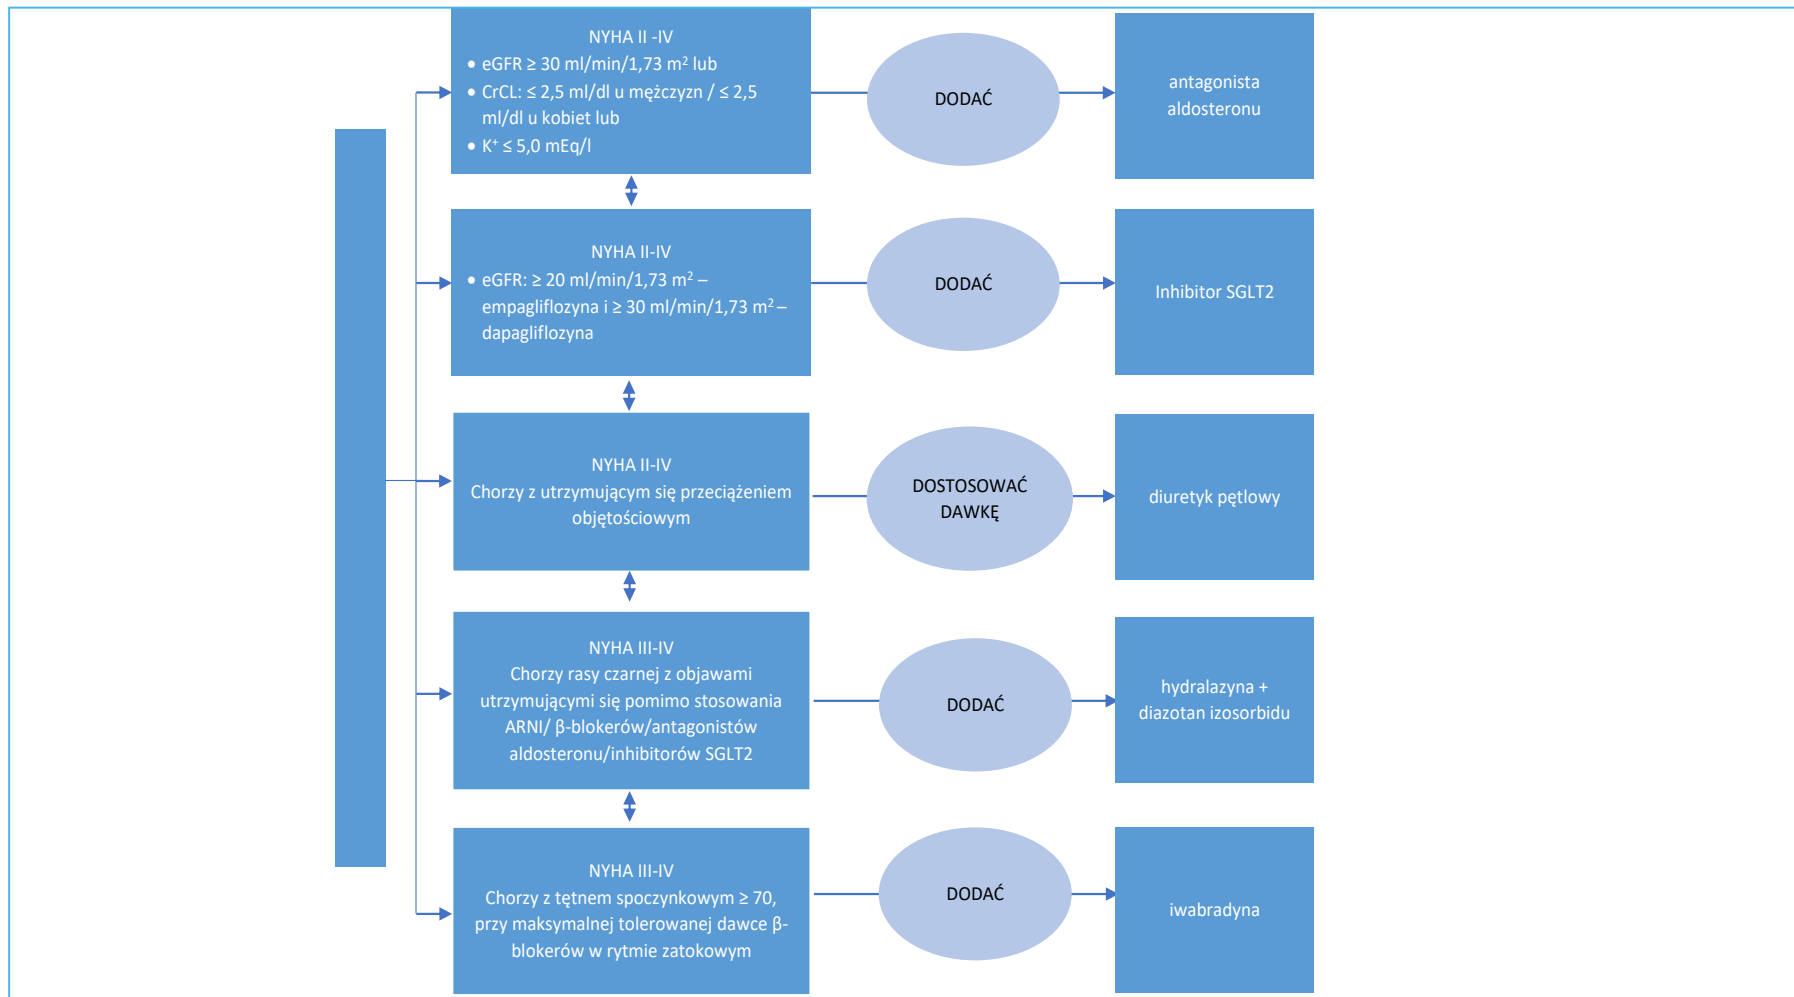 NYHA II -IV
• eGFR ≥ 30 ml/min/1,73 m² lub
• CrCL: ≤ 2,5 ml/dl u mężczyzn / ≤ 2,5
ml/dl u kobiet lub
• K⁺ ≤ 5,0 mEq/l
DODAĆ
antagonista
aldosteronu
NYHA II-IV
• eGFR: ≥ 20 ml/min/1,73 m² –
empagliflozyna i ≥ 30 ml/min/1,73 m² –
dapagliflozyna
DODAĆ
Inhibitor SGLT2
NYHA II-IV
Chorzy z utrzymującym się przeciążeniem
objętościowym
DOSTOSOWAĆ
DAWKĘ
diuretyk pętlowy
NYHA III-IV
Chorzy rasy czarnej z objawami
utrzymującymi się pomimo stosowania
ARNI/ β-blokerów/antagonistów
aldosteronu/inhibitorów SGLT2
DODAĆ
hydralazyna +
diazotan izosorbidu
NYHA III-IV
Chorzy z tętnem spoczynkowym ≥ 70,
przy maksymalnej tolerowanej dawce β-
blokerów w rytmie zatokowym
DODAĆ
iwabradyna